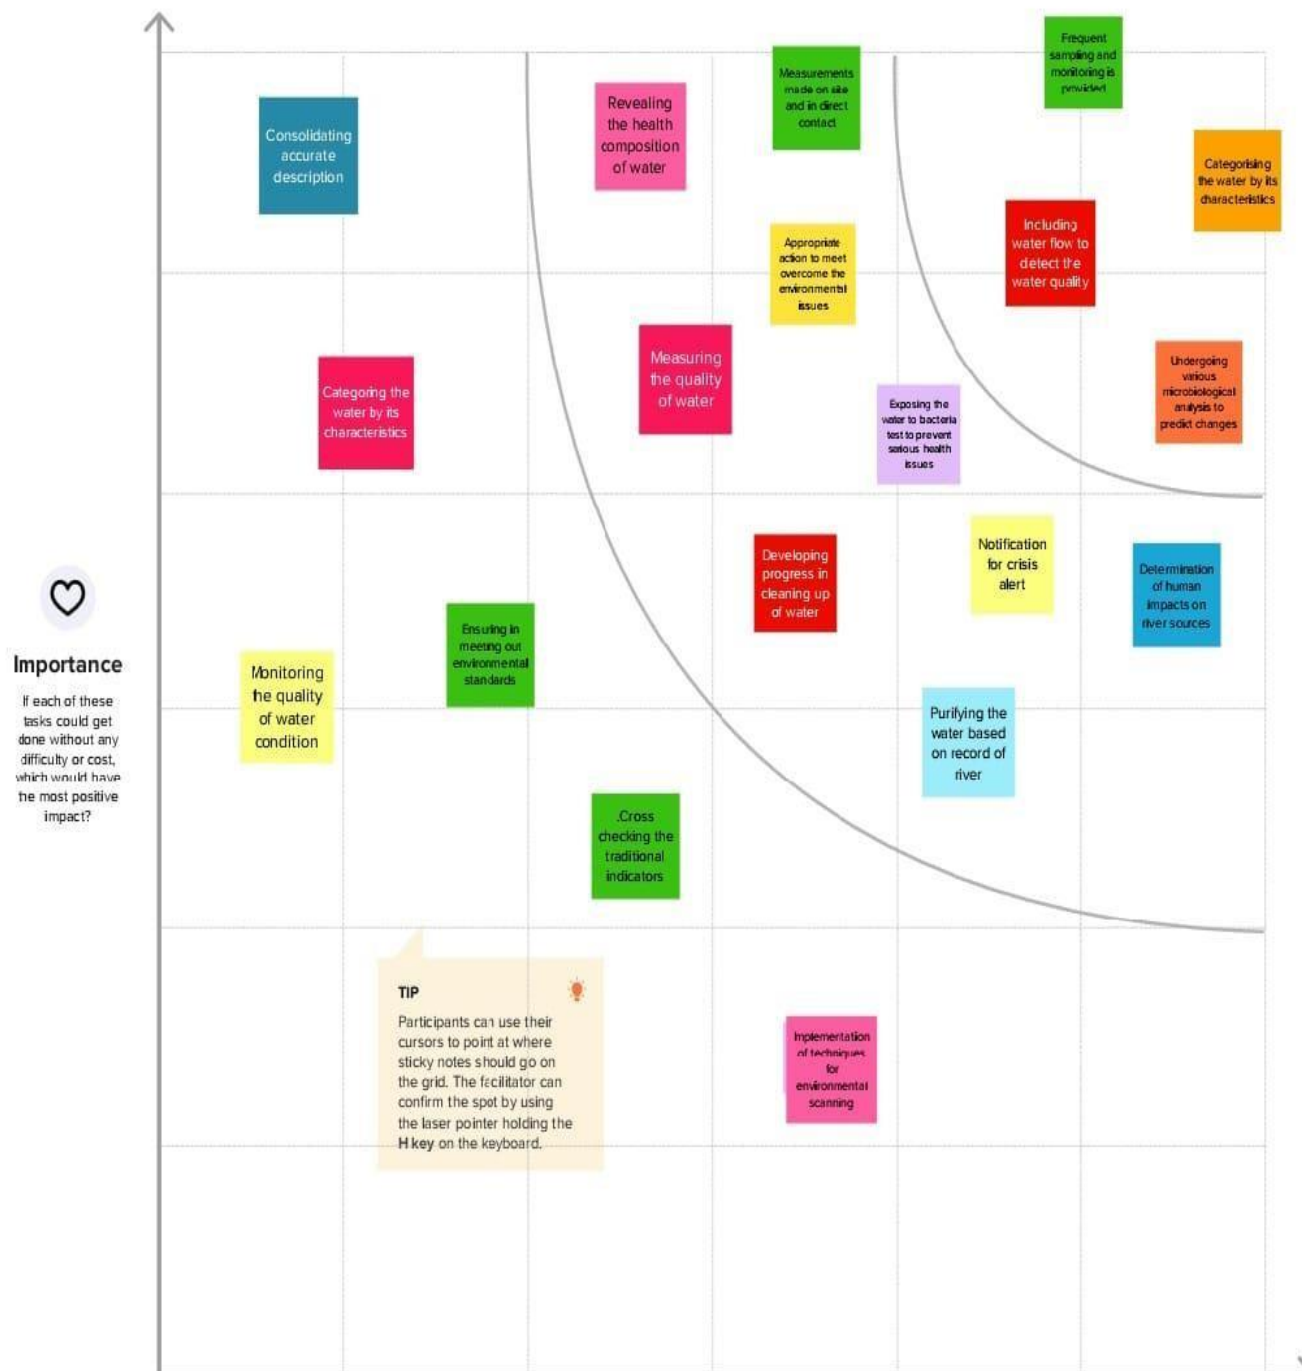 Frequent
sampling and
monitoring is
provided
Measurements
made on site
and in direct
contact
Revealing
the health
composition
of water
Consolidating
accurate
description
Categorising
the water by its
characteristics
Including
water flow to
detect the
water quality
Appropriate
action to meet
overcome the
environmental
issues
Measuring
the quality
of water
Undergoing
various
microbiological
analysis to
predict changes
Categoring the
water by its
characteristics
Exposing the
water to bacteria
test to prevent
serious health
issues
Developing
progress in
cleaning up
of water
Notification
for crisis
alert
Determination
of human
impacts on
river sources
Ensuring in
meeting out
environmental
standards
Importance
If each of these
tasks could get
done without any
difficulty or cost,
which would have
the most positive
impact?
Monitoring
the quality
of water
condition
Purifying the
water based
on record of
river
.Cross
checking the
traditional
indicators
TIP
Participants can use their
cursors to point at where
sticky notes should go on
the grid. The facilitator can
confirm the spot by using
the laser pointer holding the
H key on the keyboard.
Implementation
of techniques
for
environmental
scanning